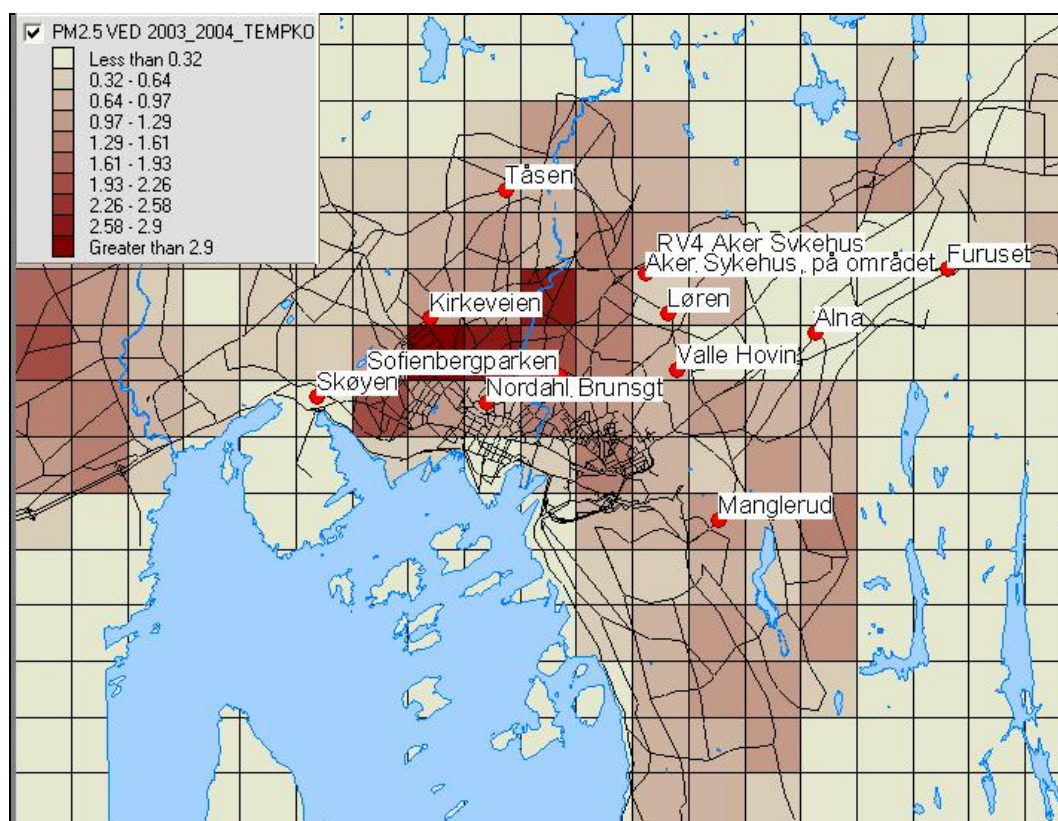 PM2.5 VED 2003_2004_TEMPKO
Less than 0.32
0.32 - 0.64
0.64 - 0.97
0.97 - 1.29
1.29 - 1.61
1.61 - 1.93
1.93 - 2.26
2.26 - 2.58
2.58 - 2.9
Greater than 2.9
Tåsen
RV4 Aker Sykehus
Aker Sykehus, på området
Furuset
Kirkeveien
Løren
Alna
Sofienbergparken
Valle Hovin
Skøyen
Nordahl Brunsgt
Manglerud